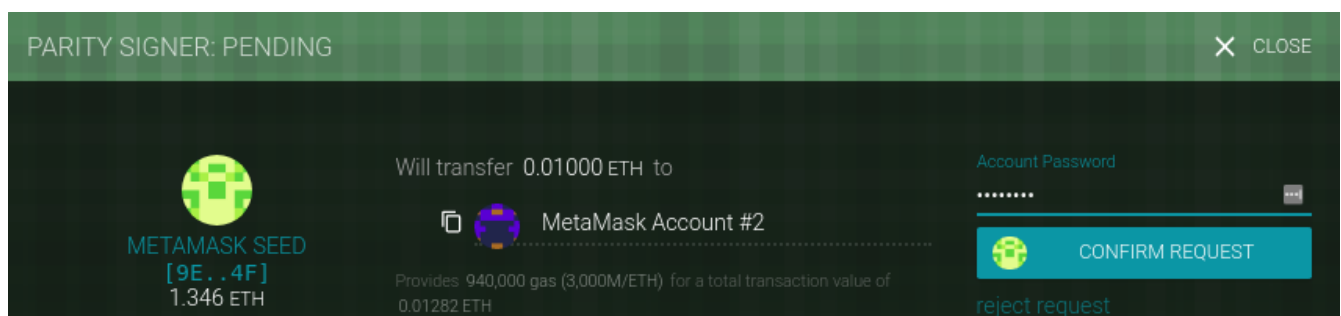 PARITY SIGNER: PENDING
CLOSE
METAMASK SEED
[9E..4F]
1.346 ETH
Will transfer 0.01000 ETH to
MetaMask Account #2
Provides 940,000 gas (3,000M/ETH) for a total transaction value of
0.01282 ETH
Account Password
••••••••
CONFIRM REQUEST
reject request